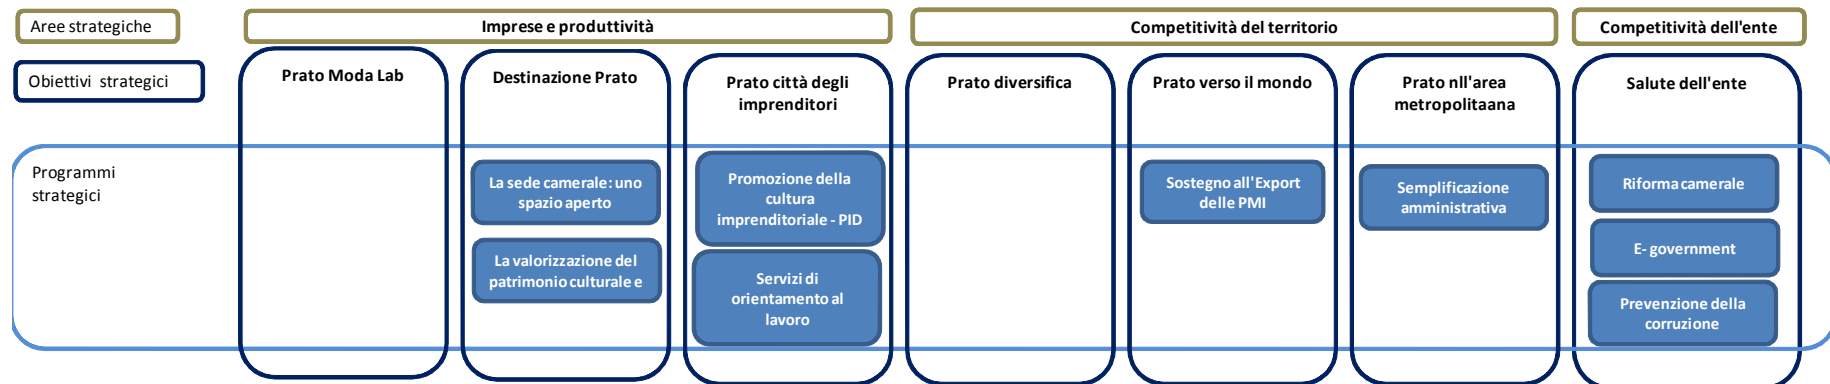 Aree strategiche
Imprese e produttività
Competitività del territorio
Competitività dell'ente
Obiettivi strategici
Prato Moda Lab
Destinazione Prato
Prato città degli
imprenditori
Prato diversifica
Prato verso il mondo
Prato nll'area
metropolitaana
Salute dell'ente
Programmi
strategici
La sede camerale: uno
spazio aperto
La valorizzazione del
patrimonio culturale e
Promozione della
cultura
imprenditoriale - PID
Servizi di
orientamento al
lavoro
Sostegno all'Export
delle PMI
Semplificazione
amministrativa
Riforma camerale
E- government
Prevenzione della
corruzione